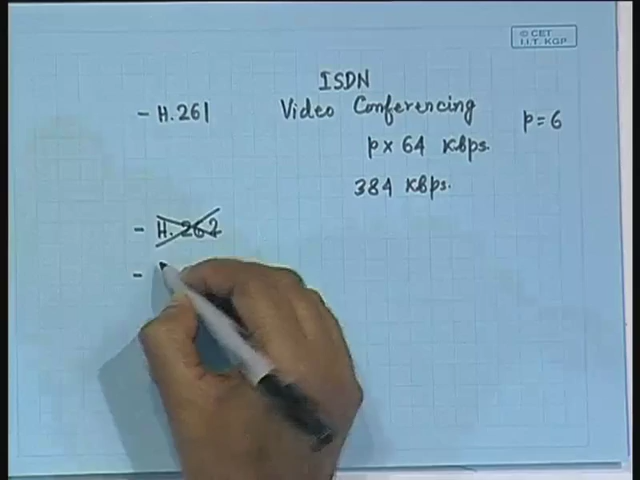 © CET
I.I.T. KGP
ISDN
- H.261 Video Conferencing p = 6
p x 64 KBps.
384 KBps.
- H.262
-